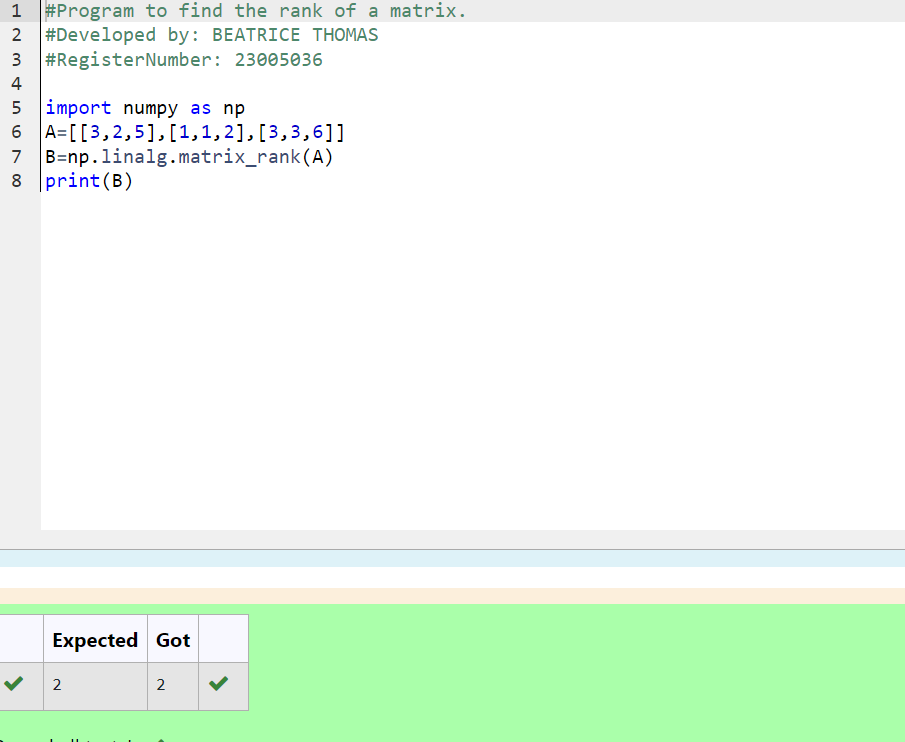 1 #Program to find the rank of a matrix.
2 #Developed by: BEATRICE THOMAS
3 #RegisterNumber: 23005036
4
5 import numpy as np
6 A=[[3,2,5],[1,1,2],[3,3,6]]
7 B=np.linalg.matrix_rank(A)
8 print(B)
Expected Got
2 2